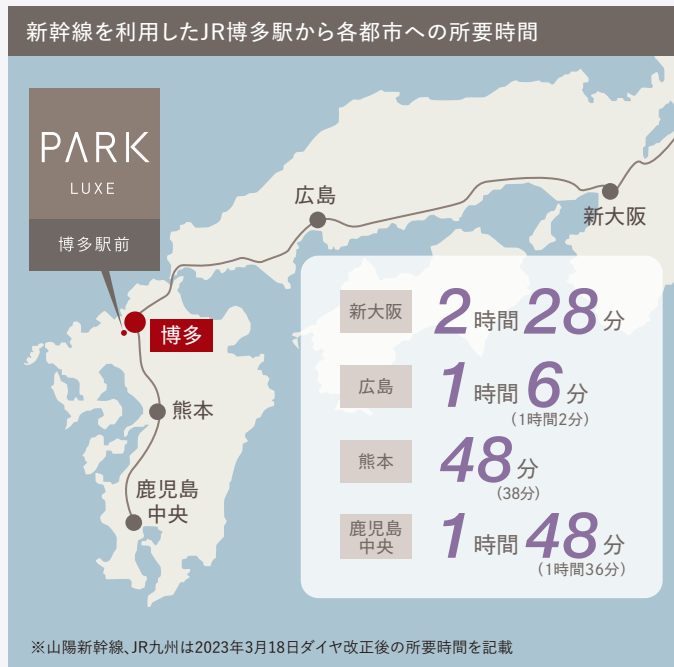 新幹線を利用したJR博多駅から各都市への所要時間
PARK
LUXE
博多駅前
広島
新大阪
博多
熊本
鹿児島
中央
新大阪 2時間28分
広島 1時間6分
(1時間2分)
熊本 48分
(38分)
鹿児島
中央 1時間48分
(1時間36分)
※山陽新幹線、JR九州は2023年3月18日ダイヤ改正後の所要時間を記載